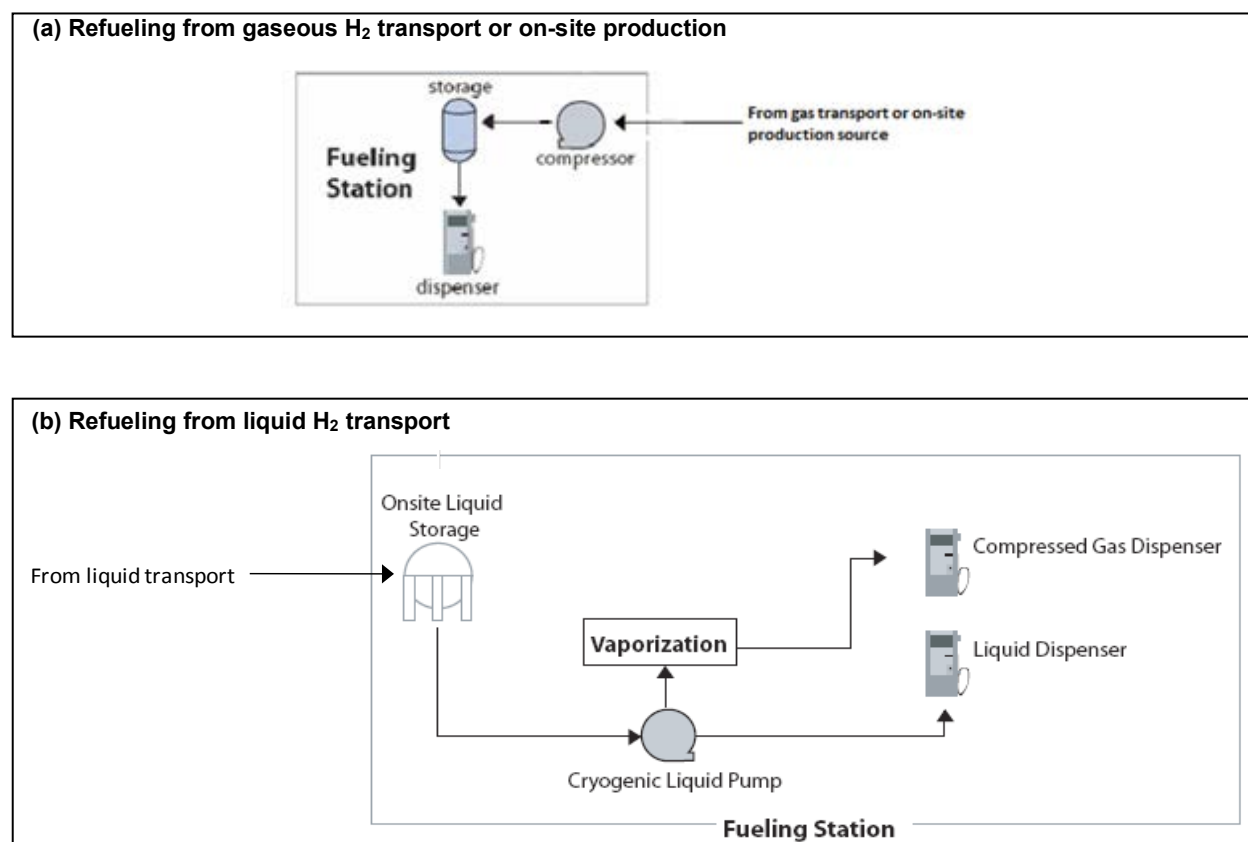 (a) Refueling from gaseous H₂ transport or on-site production
storage
From gas transport or on-site
production source
compressor
Fueling
Station
dispenser
(b) Refueling from liquid H₂ transport
Onsite Liquid
Storage
Compressed Gas Dispenser
From liquid transport
Vaporization
Liquid Dispenser
Cryogenic Liquid Pump
Fueling Station